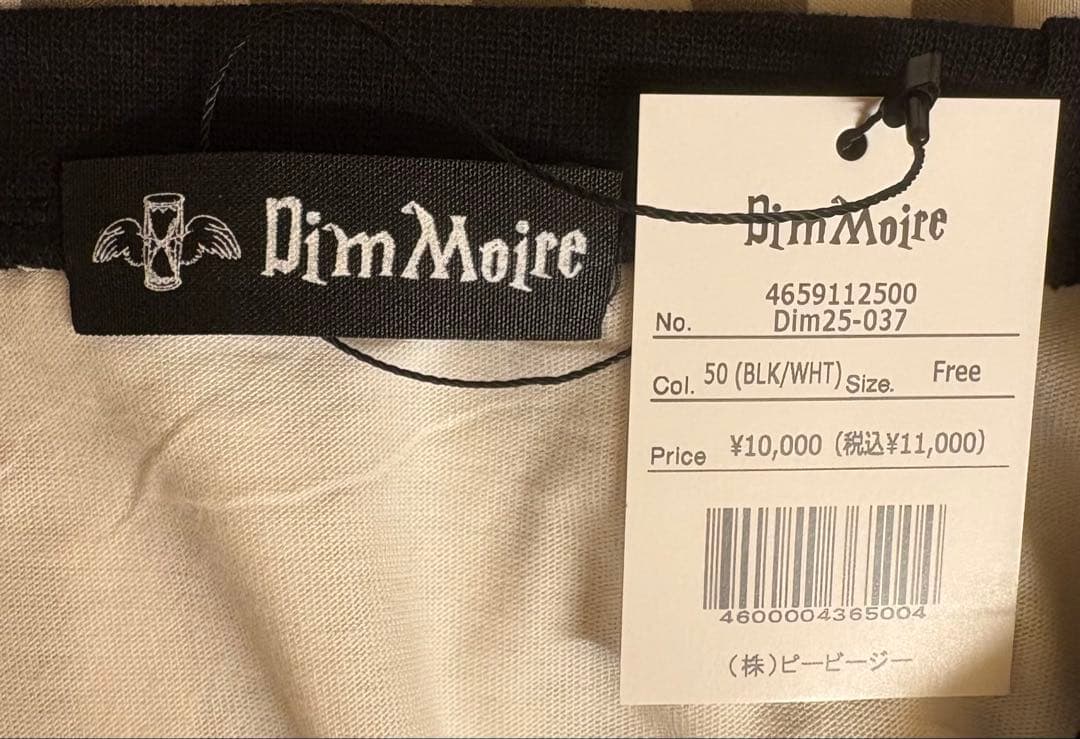 Dim Moire
Dim Moire
4659112500
No. Dim25-037
Col. 50 (BLK/WHT) Size. Free
Price ¥10,000 (税込¥11,000)
4600004365004
(株)ピービージー